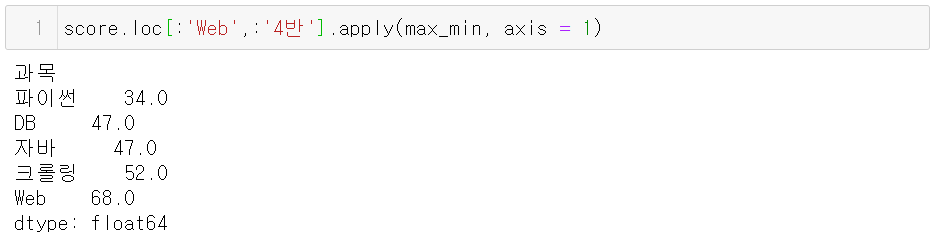 1 score.loc[:'Web',:'4반'].apply(max_min, axis = 1)
과목
파이썬 34.0
DB 47.0
자바 47.0
크롤링 52.0
Web 68.0
dtype: float64